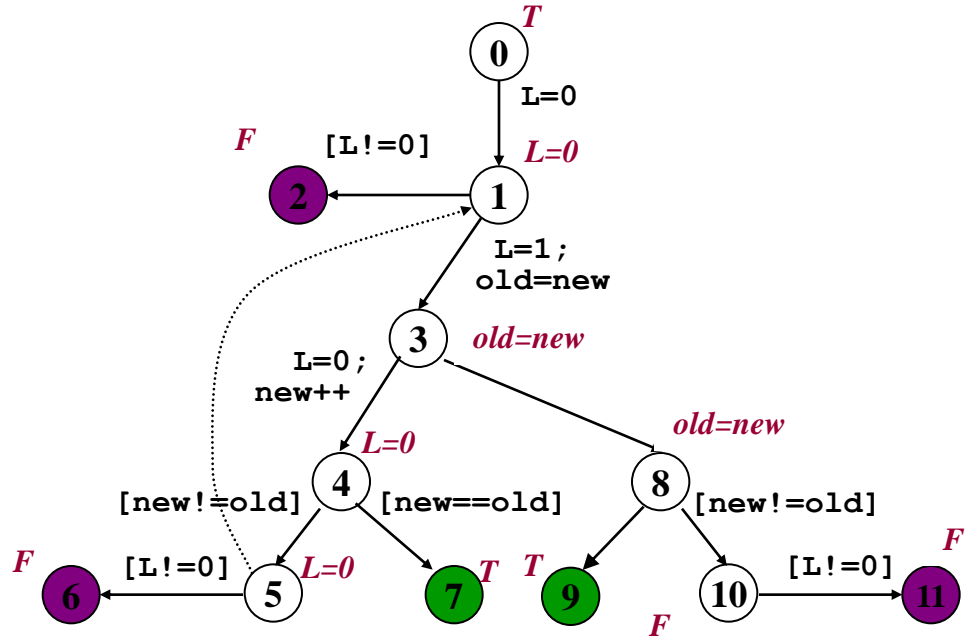 T
0
L=0
F
[L!=0]
L=0
2
1
L=1;
old=new
3
old=new
L=0;
new++
L=0
old=new
4
8
[new!=old]
[new==old]
[new!=old]
F
[L!=0]
L=0
T
T
[L!=0]
F
6
5
7
9
10
11
F